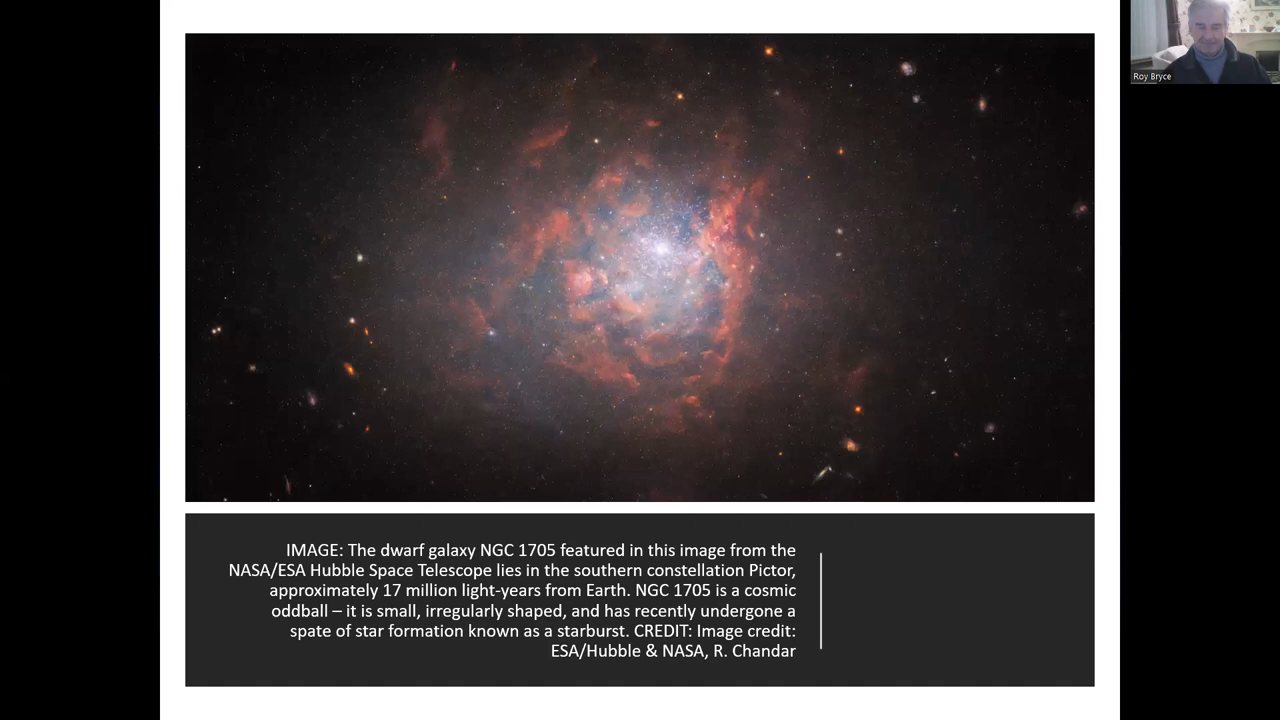 Roy Bryce
IMAGE: The dwarf galaxy NGC 1705 featured in this image from the
NASA/ESA Hubble Space Telescope lies in the southern constellation Pictor,
approximately 17 million light-years from Earth. NGC 1705 is a cosmic
oddball – it is small, irregularly shaped, and has recently undergone a
spate of star formation known as a starburst. CREDIT: Image credit:
ESA/Hubble & NASA, R. Chandar